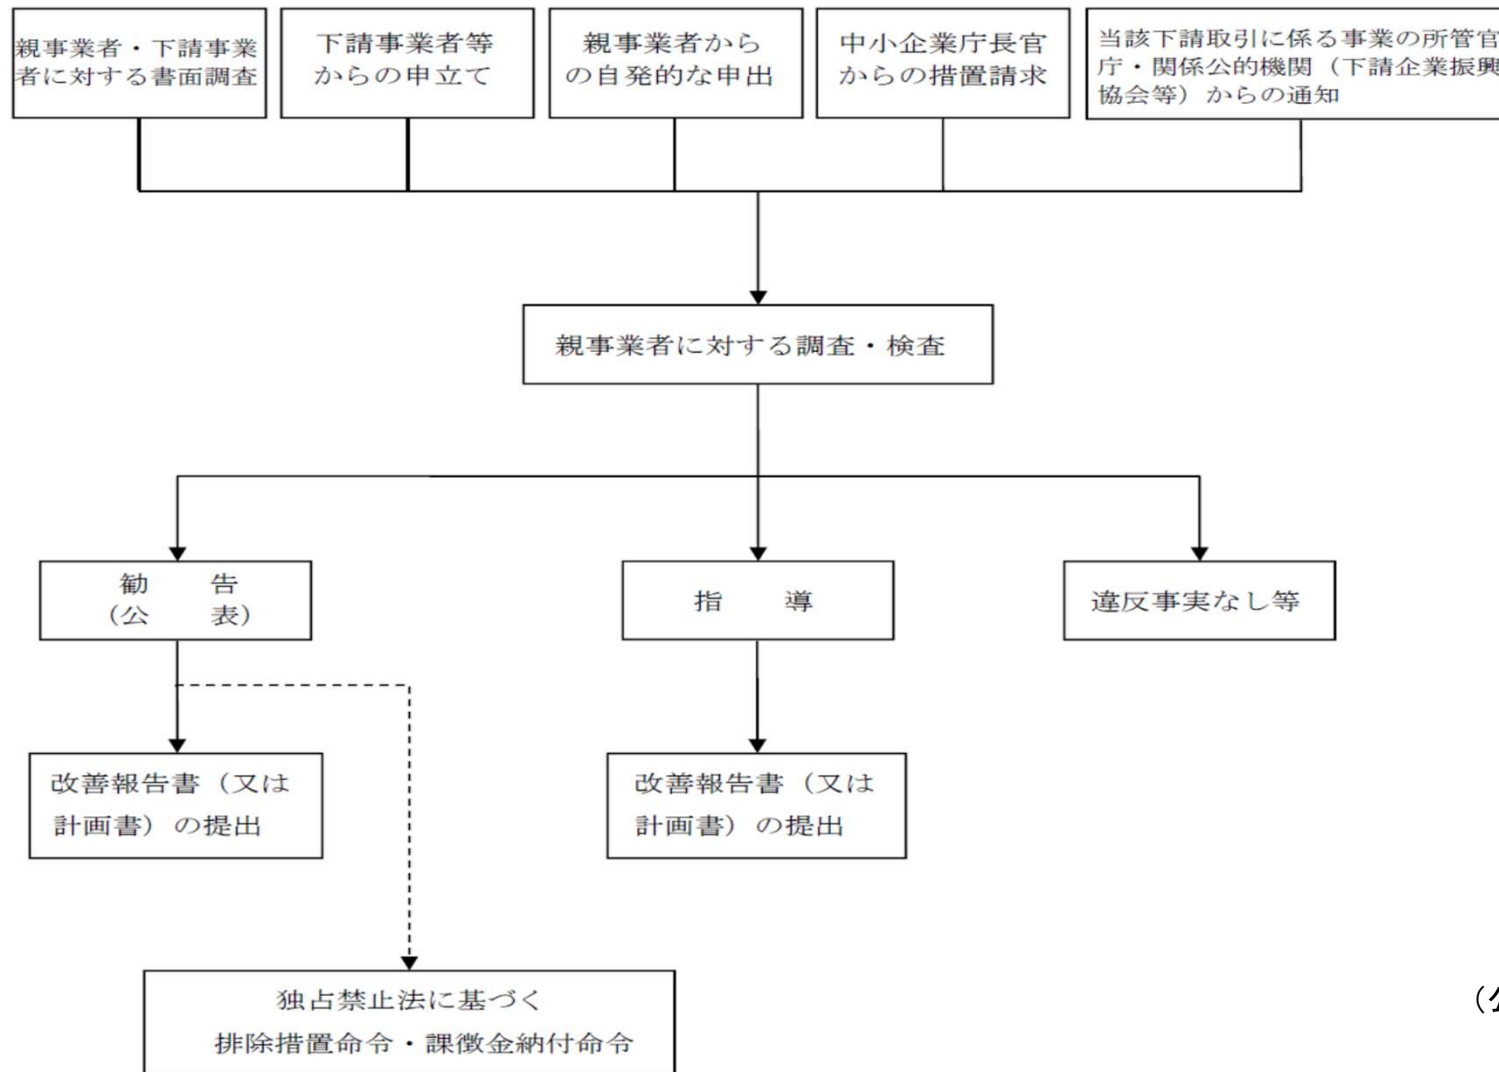 親事業者・下請事業
者に対する書面調査
下請事業者等
からの申立て
親事業者から
の自発的な申出
中小企業庁長官
からの措置請求
当該下請取引に係る事業の所管官
庁・関係公的機関（下請企業振興
協会等）からの通知
親事業者に対する調査・検査
勧　　告
（公　　表）
指　　導
違反事実なし等
改善報告書（又は
計画書）の提出
改善報告書（又は
計画書）の提出
独占禁止法に基づく
排除措置命令・課徴金納付命令
（公